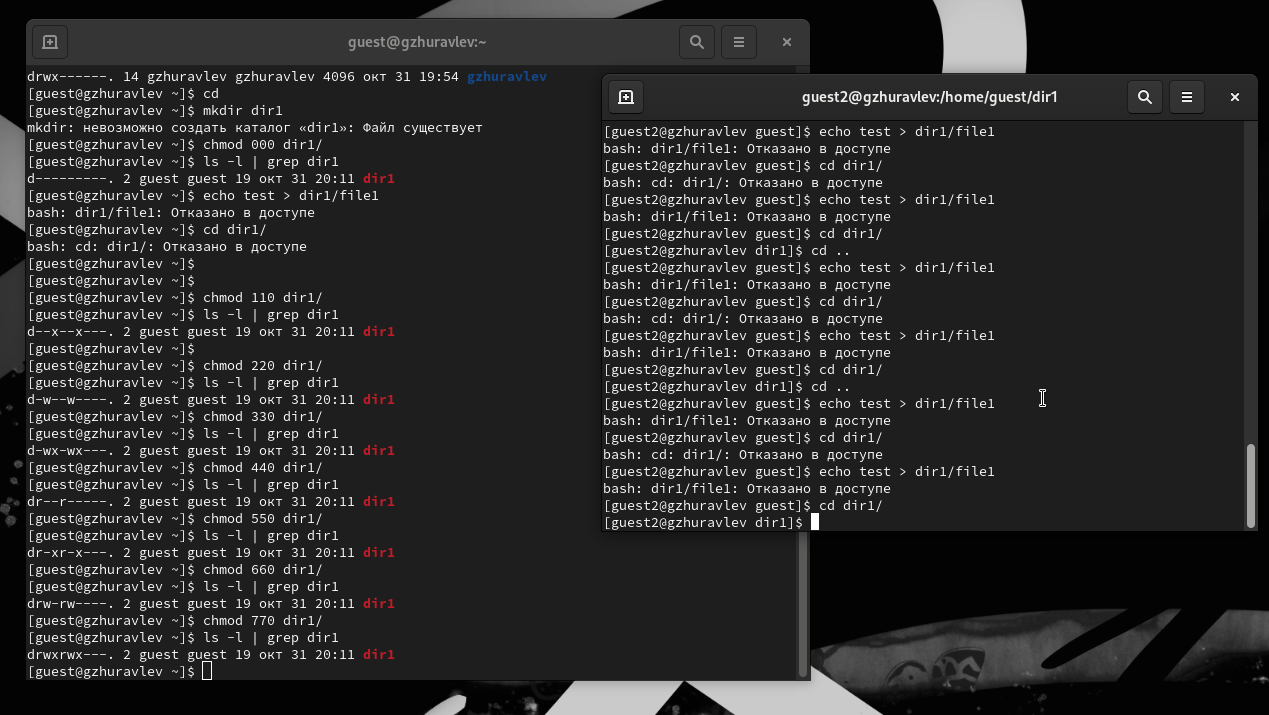 guest@gzhuravlev:~
drwx------. 14 gzhuravlev gzhuravlev 4096 окт 31 19:54 gzhuravlev
[guest@gzhuravlev ~]$ cd
[guest@gzhuravlev ~]$ mkdir dir1
mkdir: невозможно создать каталог «dir1»: Файл существует
[guest@gzhuravlev ~]$ chmod 000 dir1/
[guest@gzhuravlev ~]$ ls -l | grep dir1
d---------. 2 guest guest 19 окт 31 20:11 dir1
[guest@gzhuravlev ~]$ echo test > dir1/file1
bash: dir1/file1: Отказано в доступе
[guest@gzhuravlev ~]$ cd dir1/
bash: cd: dir1/: Отказано в доступе
[guest@gzhuravlev ~]$
[guest@gzhuravlev ~]$
[guest@gzhuravlev ~]$ chmod 110 dir1/
[guest@gzhuravlev ~]$ ls -l | grep dir1
d--x--x---. 2 guest guest 19 окт 31 20:11 dir1
[guest@gzhuravlev ~]$
[guest@gzhuravlev ~]$ chmod 220 dir1/
[guest@gzhuravlev ~]$ ls -l | grep dir1
d-w--w----. 2 guest guest 19 окт 31 20:11 dir1
[guest@gzhuravlev ~]$ chmod 330 dir1/
[guest@gzhuravlev ~]$ ls -l | grep dir1
d-wx-wx---. 2 guest guest 19 окт 31 20:11 dir1
[guest@gzhuravlev ~]$ chmod 440 dir1/
[guest@gzhuravlev ~]$ ls -l | grep dir1
dr--r-----. 2 guest guest 19 окт 31 20:11 dir1
[guest@gzhuravlev ~]$ chmod 550 dir1/
[guest@gzhuravlev ~]$ ls -l | grep dir1
dr-xr-x---. 2 guest guest 19 окт 31 20:11 dir1
[guest@gzhuravlev ~]$ chmod 660 dir1/
[guest@gzhuravlev ~]$ ls -l | grep dir1
drw-rw----. 2 guest guest 19 окт 31 20:11 dir1
[guest@gzhuravlev ~]$ chmod 770 dir1/
[guest@gzhuravlev ~]$ ls -l | grep dir1
drwxrwx---. 2 guest guest 19 окт 31 20:11 dir1
[guest@gzhuravlev ~]$
guest2@gzhuravlev:/home/guest/dir1
[guest2@gzhuravlev guest]$ echo test > dir1/file1
bash: dir1/file1: Отказано в доступе
[guest2@gzhuravlev guest]$ cd dir1/
bash: cd: dir1/: Отказано в доступе
[guest2@gzhuravlev guest]$ echo test > dir1/file1
bash: dir1/file1: Отказано в доступе
[guest2@gzhuravlev guest]$ cd dir1/
[guest2@gzhuravlev dir1]$ cd ..
[guest2@gzhuravlev guest]$ echo test > dir1/file1
bash: dir1/file1: Отказано в доступе
[guest2@gzhuravlev guest]$ cd dir1/
bash: cd: dir1/: Отказано в доступе
[guest2@gzhuravlev guest]$ echo test > dir1/file1
bash: dir1/file1: Отказано в доступе
[guest2@gzhuravlev guest]$ cd dir1/
[guest2@gzhuravlev dir1]$ cd ..
[guest2@gzhuravlev guest]$ echo test > dir1/file1
bash: dir1/file1: Отказано в доступе
[guest2@gzhuravlev guest]$ cd dir1/
bash: cd: dir1/: Отказано в доступе
[guest2@gzhuravlev guest]$ echo test > dir1/file1
bash: dir1/file1: Отказано в доступе
[guest2@gzhuravlev guest]$ cd dir1/
[guest2@gzhuravlev dir1]$